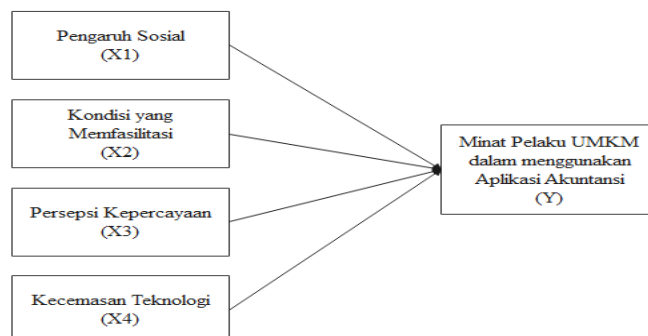 Pengaruh Sosial
(X1)
Kondisi yang
Memfasilitasi
(X2)
Persepsi Kepercayaan
(X3)
Kecemasan Teknologi
(X4)
Minat Pelaku UMKM
dalam menggunakan
Aplikasi Akuntansi
(Y)